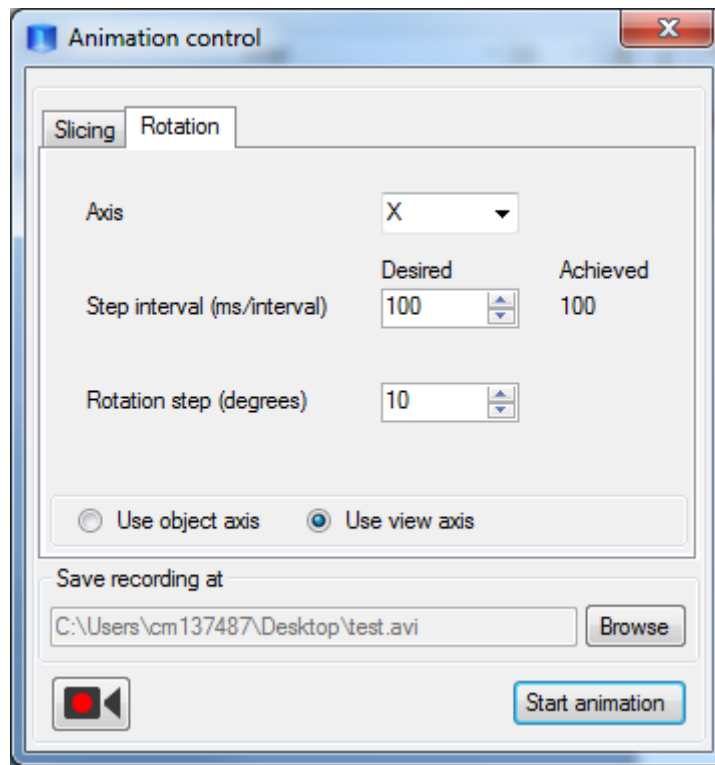 Animation control
Slicing Rotation
Axis X
Desired Achieved
Step interval (ms/interval) 100 100
Rotation step (degrees) 10
Use object axis Use view axis
Save recording at
C:\Users\cm137487\Desktop\test.avi Browse
Start animation